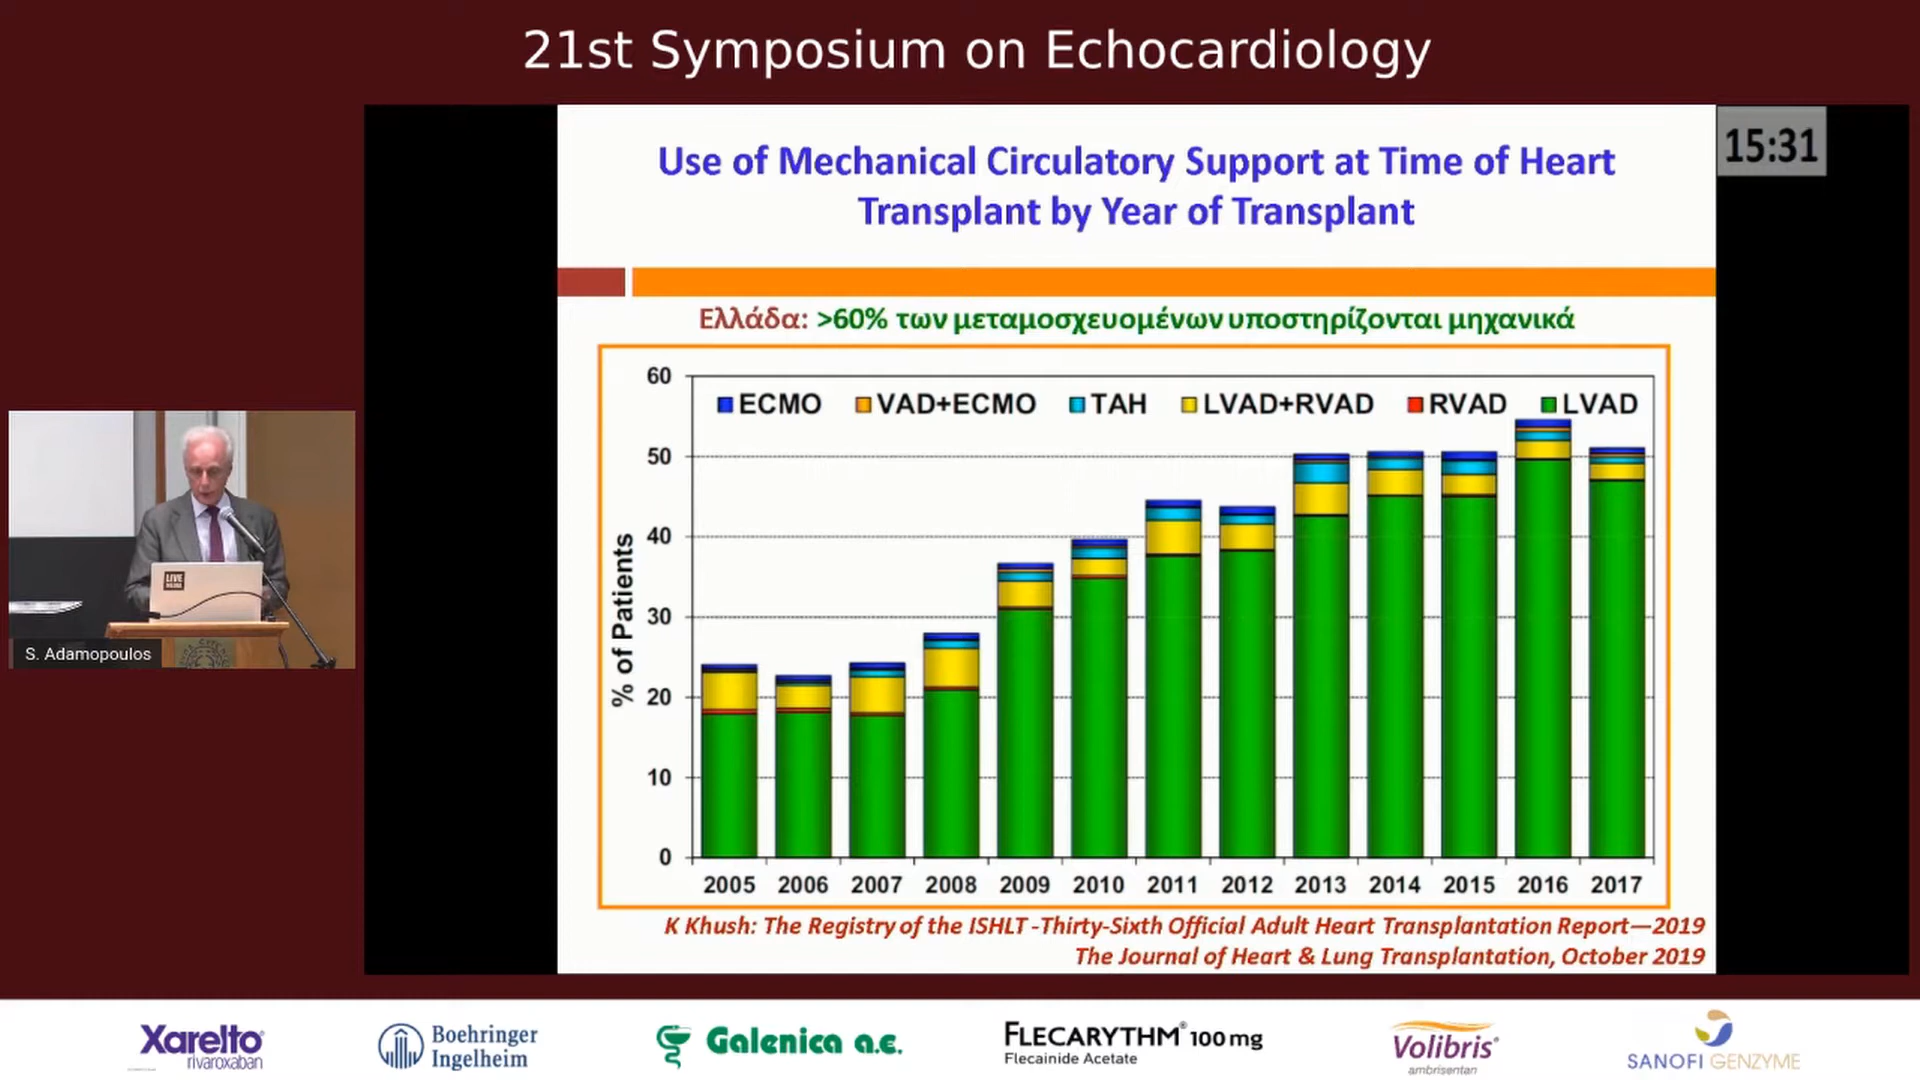 21st Symposium on Echocardiology
Use of Mechanical Circulatory Support at Time of Heart
Transplant by Year of Transplant
15:31
Ελλάδα: >60% των μεταμοσχευομένων υποστηρίζονται μηχανικά
60
ECMO VAD+ECMO TAH LVAD+RVAD RVAD LVAD
50
40
30
20
10
0
% of Patients
2005 2006 2007 2008 2009 2010 2011 2012 2013 2014 2015 2016 2017
K Khush: The Registry of the ISHLT -Thirty-Sixth Official Adult Heart Transplantation Report—2019
The Journal of Heart & Lung Transplantation, October 2019
LIVE
S. Adamopoulos
Xarelto®
rivaroxaban
Boehringer
Ingelheim
Galenica α.ε.
FLECARYTHM® 100 mg
Flecainide Acetate
Volibris®
ambrisentan
SANOFI GENZYME